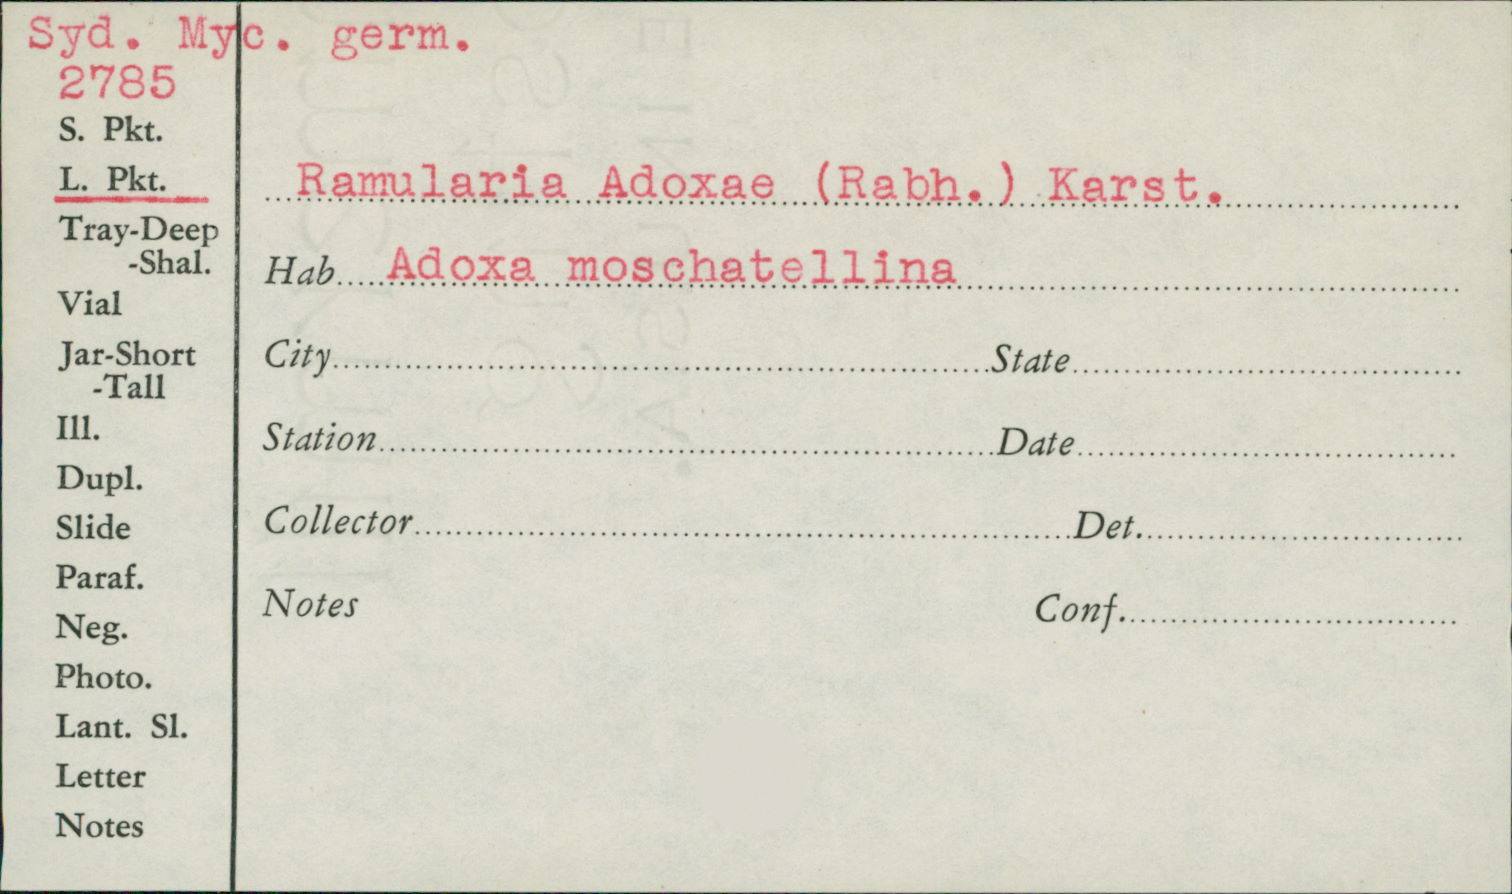 Syd. Myc. germ.
2785
S. Pkt.
L. Pkt.
Tray-Deep
-Shal.
Vial
Jar-Short
-Tall
Ill.
Dupl.
Slide
Paraf.
Neg.
Photo.
Lant. Sl.
Letter
Notes
Ramularia Adoxae (Rabh.) Karst.
Hab. Adoxa moschatellina
City State
Station Date
Collector Det.
Notes Conf.